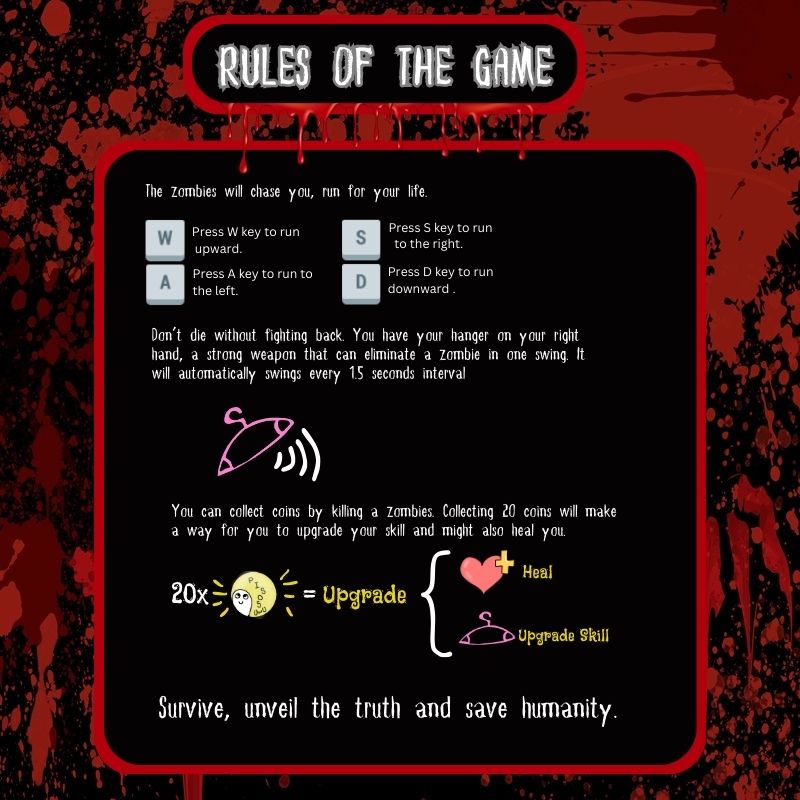 RULES OF THE GAME
The zombies will chase you, run for your life.
W
Press W key to run
upward.
S
Press S key to run
to the right.
A
Press A key to run to
the left.
D
Press D key to run
downward .
Don't die without fighting back. You have your hanger on your right
hand, a strong weapon that can eliminate a zombie in one swing. It
will automatically swings every 1.5 seconds interval
You can collect coins by killing a zombies. Collecting 20 coins will make
a way for you to upgrade your skill and might also heal you.
20x
= Upgrade
Heal
Upgrade Skill
Survive, unveil the truth and save humanity.